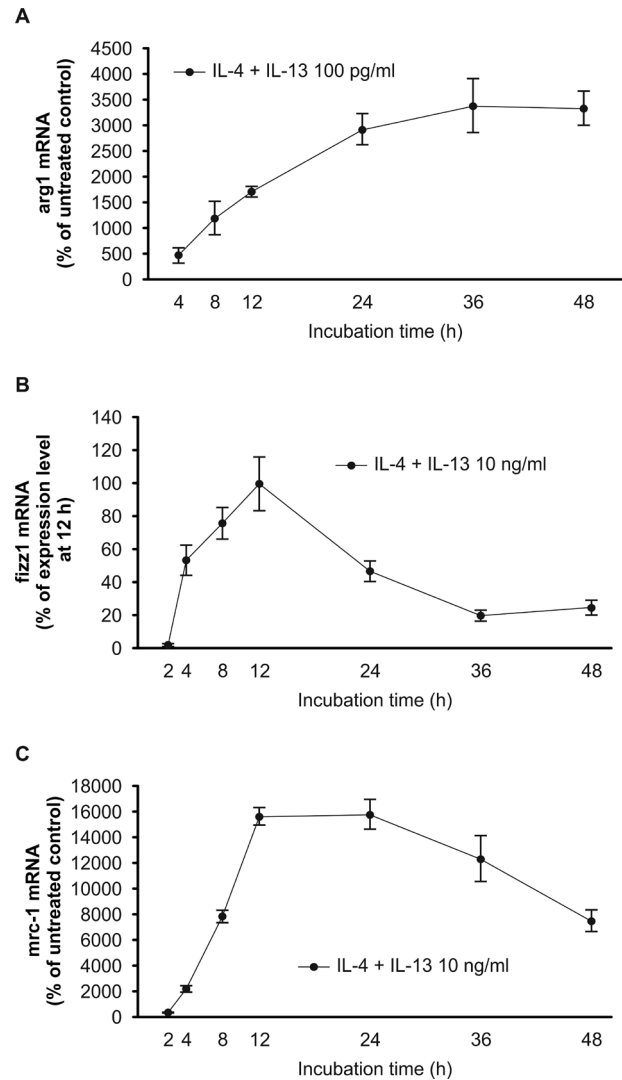 A
4500
4000
3500
3000
2500
2000
1500
1000
500
0
arg1 mRNA
(% of untreated control)
IL-4 + IL-13 100 pg/ml
4 8 12 24 36 48
Incubation time (h)
B
140
120
100
80
60
40
20
0
fizz1 mRNA
(% of expression level
at 12 h)
IL-4 + IL-13 10 ng/ml
2 4 8 12 24 36 48
Incubation time (h)
C
18000
16000
14000
12000
10000
8000
6000
4000
2000
0
mrc-1 mRNA
(% of untreated control)
IL-4 + IL-13 10 ng/ml
2 4 8 12 24 36 48
Incubation time (h)